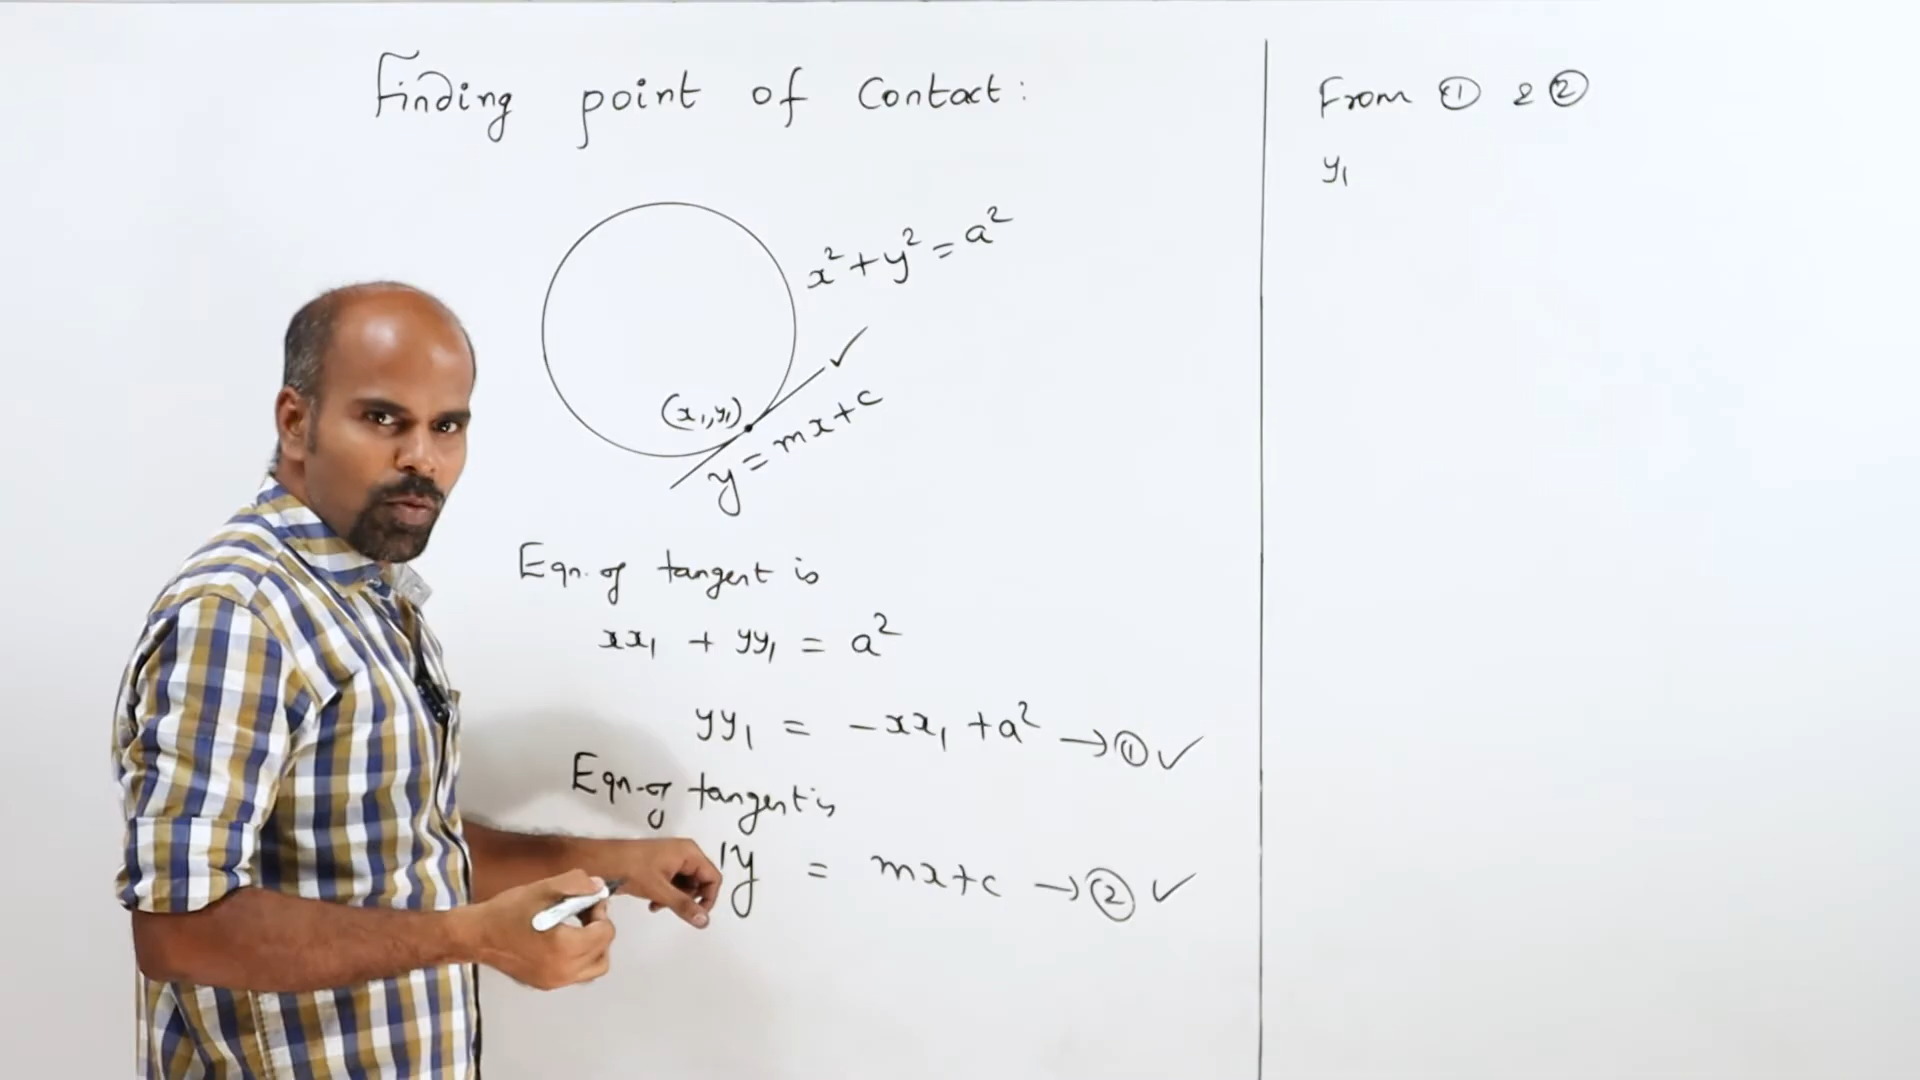 Finding point of Contact:
x² + y² = a²
(x₁, y₁)
y = mx + c
Eqn. of tangent is
xx₁ + yy₁ = a²
yy₁ = -xx₁ + a² → ① ✓
Eqn. of tangent is
1y = mx + c → ② ✓
From ① & ②
y₁